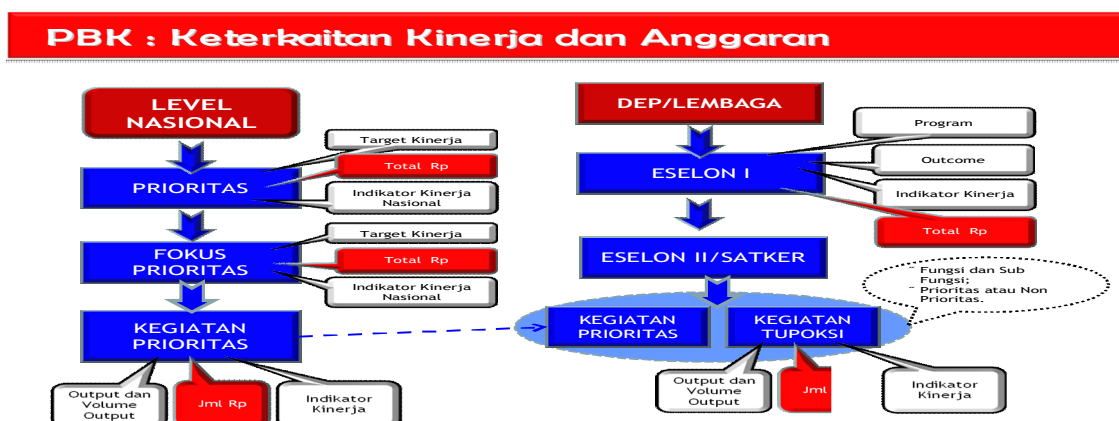 PBK : Keterkaitan Kinerja dan Anggaran
LEVEL
NASIONAL
Target Kinerja
Total Rp
PRIORITAS
Indikator Kinerja
Nasional
Target Kinerja
FOKUS
PRIORITAS
Total Rp
Indikator Kinerja
Nasional
KEGIATAN
PRIORITAS
Output dan
Volume
Output
Jml Rp
Indikator
Kinerja
DEP/LEMBAGA
Program
Outcome
ESELON I
Indikator Kinerja
Total Rp
ESELON II/SATKER
- Fungsi dan Sub
Fungsi;
- Prioritas atau Non
Prioritas.
KEGIATAN
PRIORITAS
KEGIATAN
TUPOKSI
Output dan
Volume
Output
Jml
Indikator
Kinerja